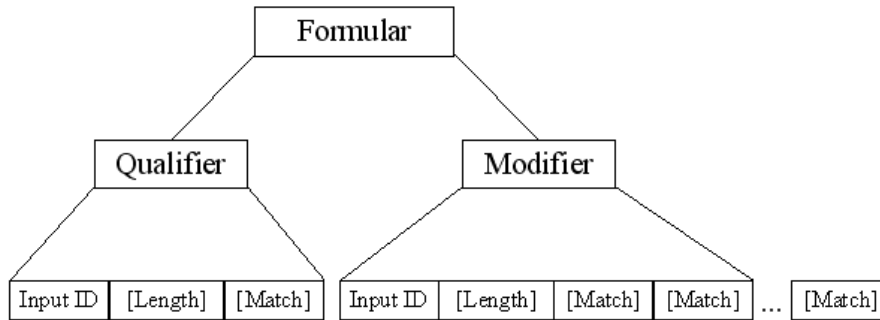 Formular
Qualifier Modifier
Input ID [Length] [Match] Input ID [Length] [Match] [Match] ... [Match]